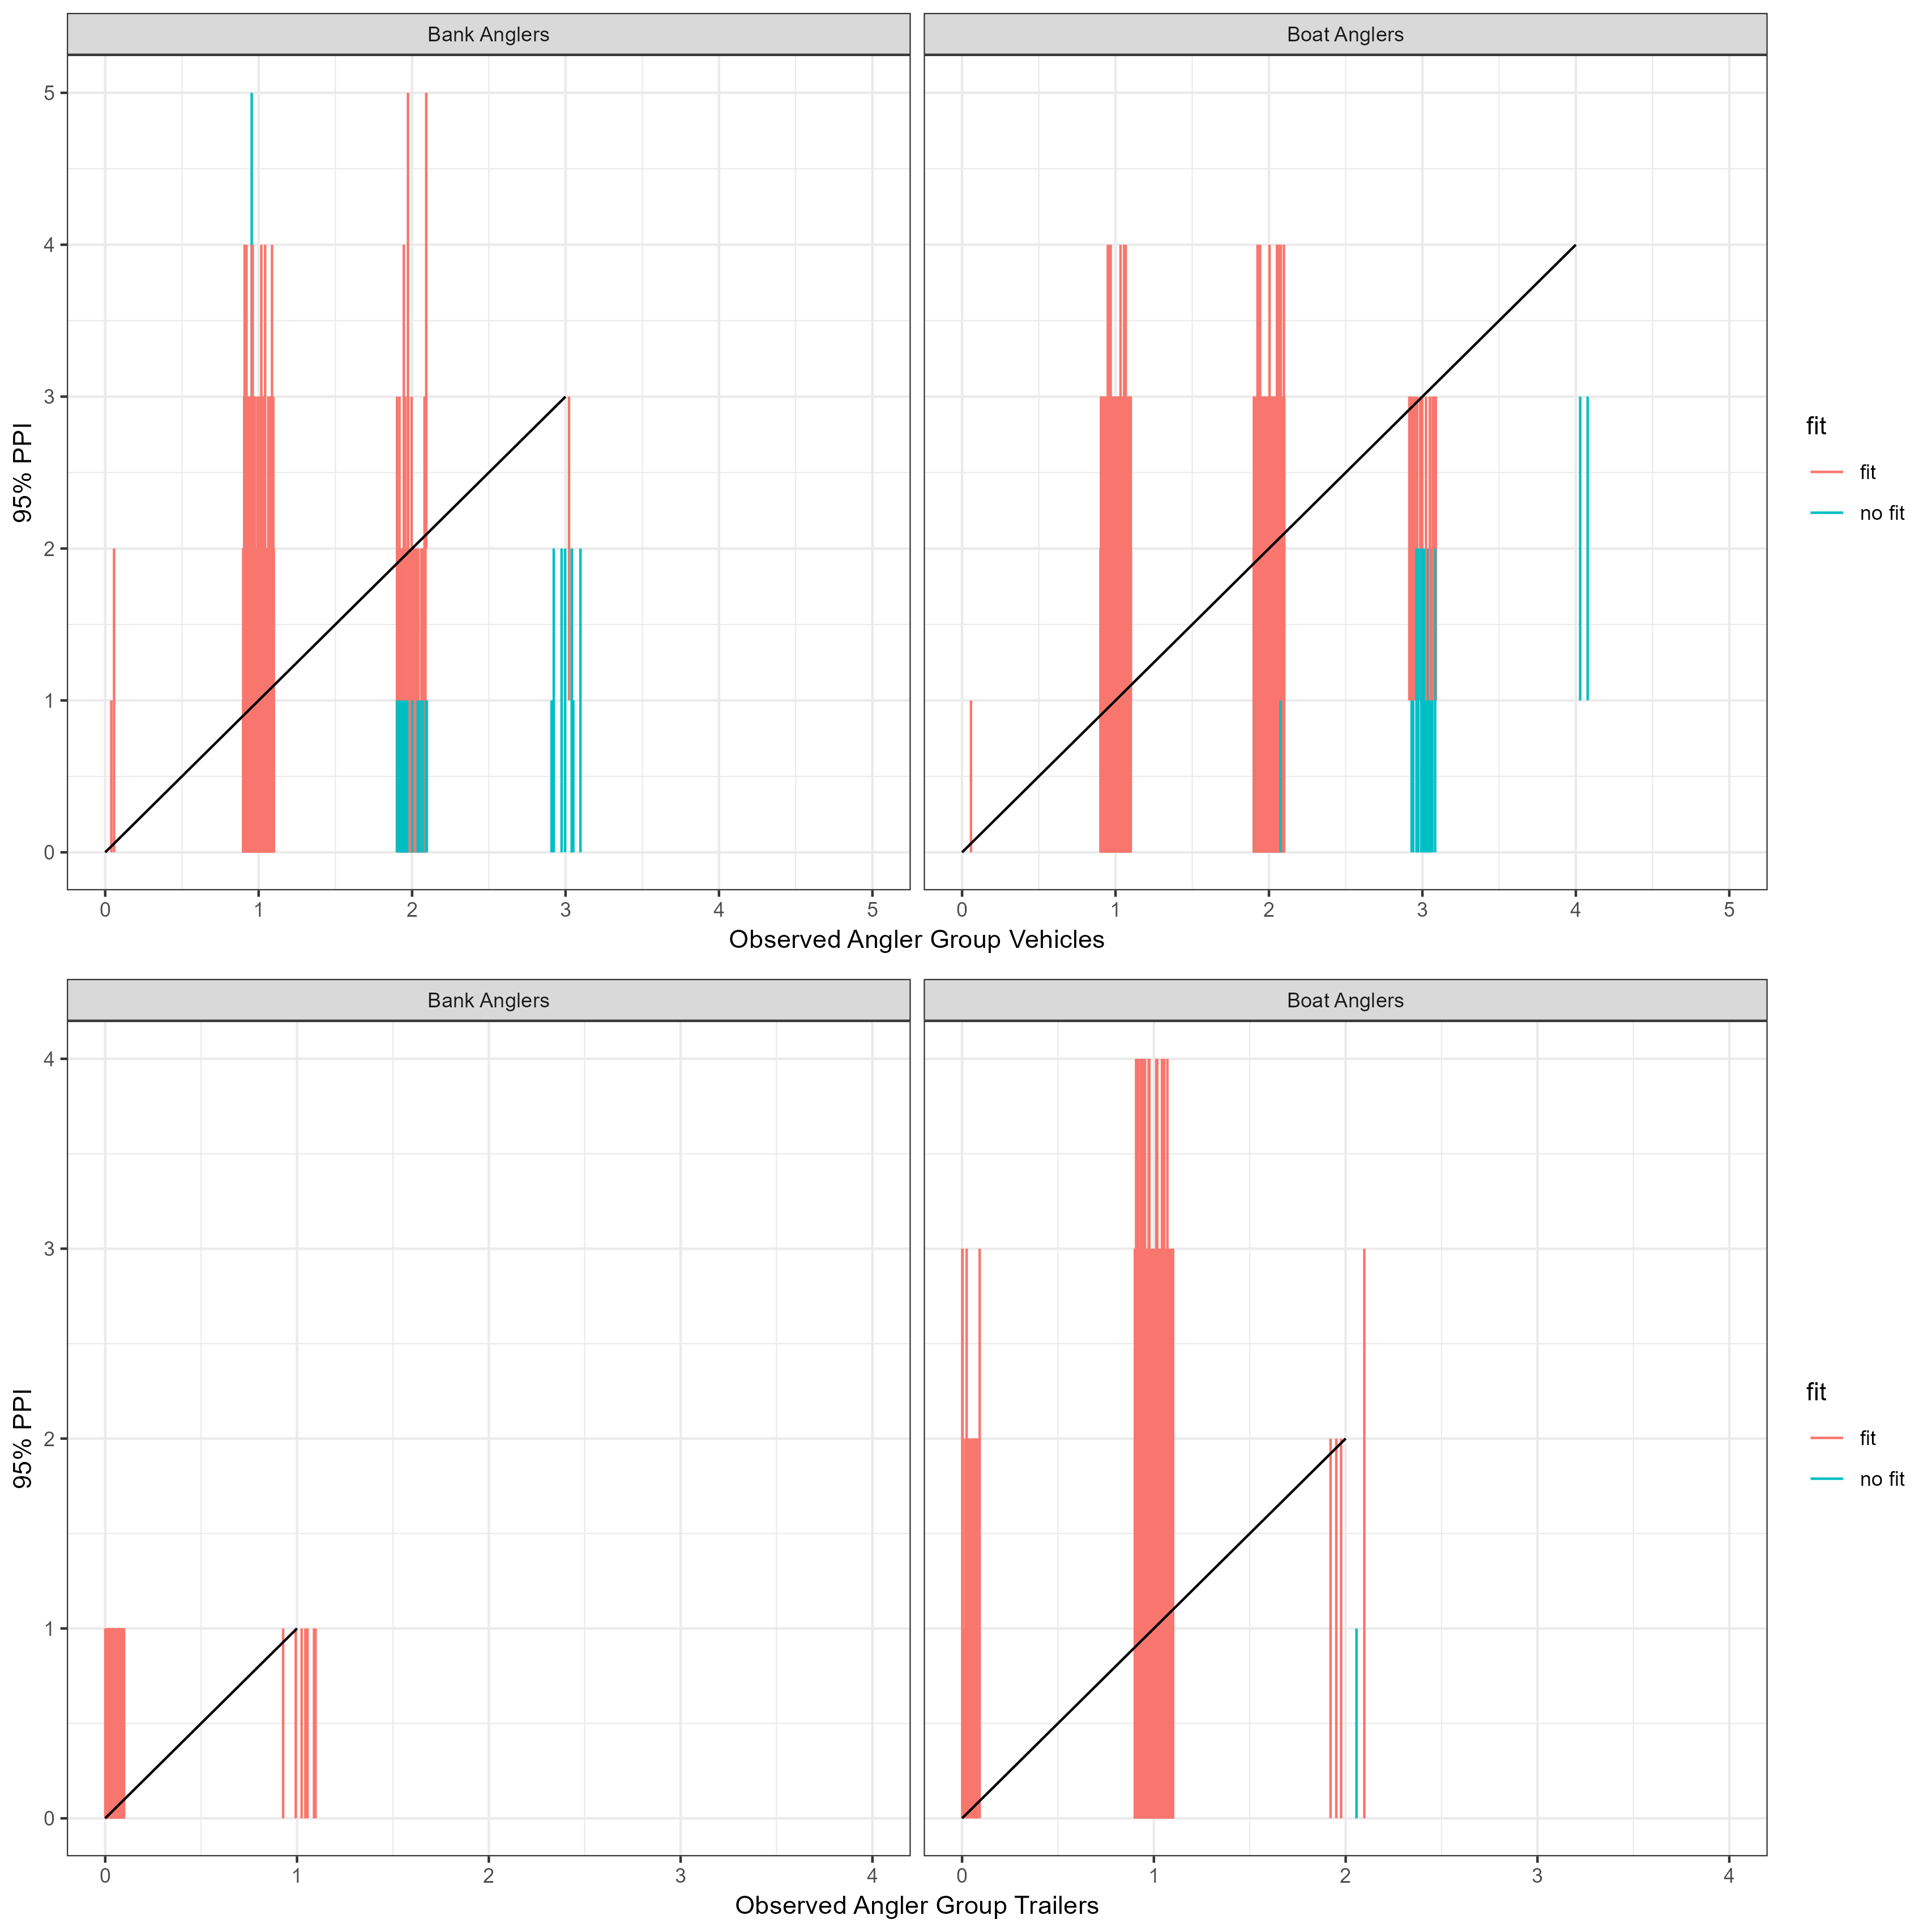 Bank Anglers Boat Anglers
5
4
3
2
1
0
95% PPI
0 1 2 3 4 5 0 1 2 3 4 5
Observed Angler Group Vehicles
fit
fit
no fit
Bank Anglers Boat Anglers
4
3
2
1
0
95% PPI
0 1 2 3 4 0 1 2 3 4
Observed Angler Group Trailers
fit
fit
no fit